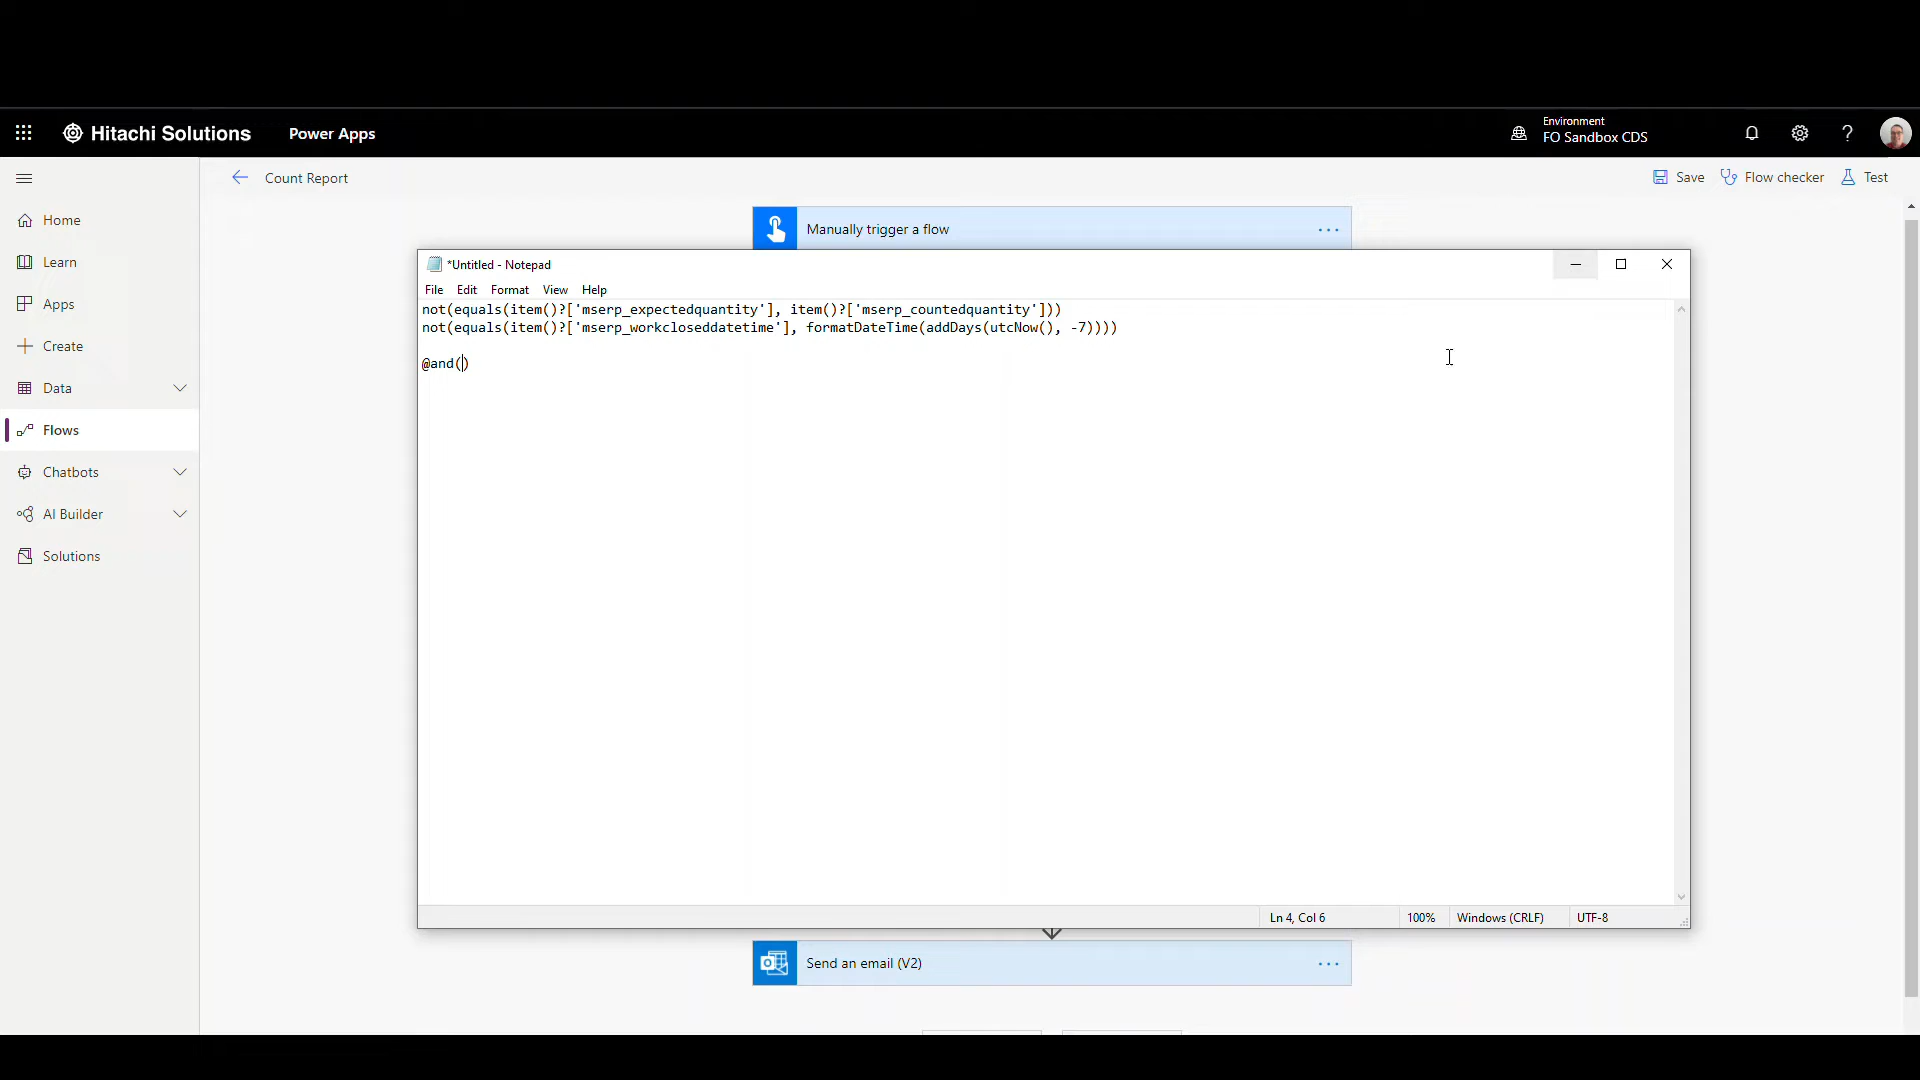 Hitachi Solutions
Power Apps
Environment
FO Sandbox CDS
Count Report
Save
Flow checker
Test
Home
Learn
Apps
Create
Data
Flows
Chatbots
AI Builder
Solutions
Manually trigger a flow
*Untitled - Notepad
File Edit Format View Help
not(equals(item()?['mserp_expectedquantity'], item()?['mserp_countedquantity']))
not(equals(item()?['mserp_workcloseddatetime'], formatDateTime(addDays(utcNow(), -7))))
@and()
Ln 4, Col 6
100%
Windows (CRLF)
UTF-8
Send an email (V2)